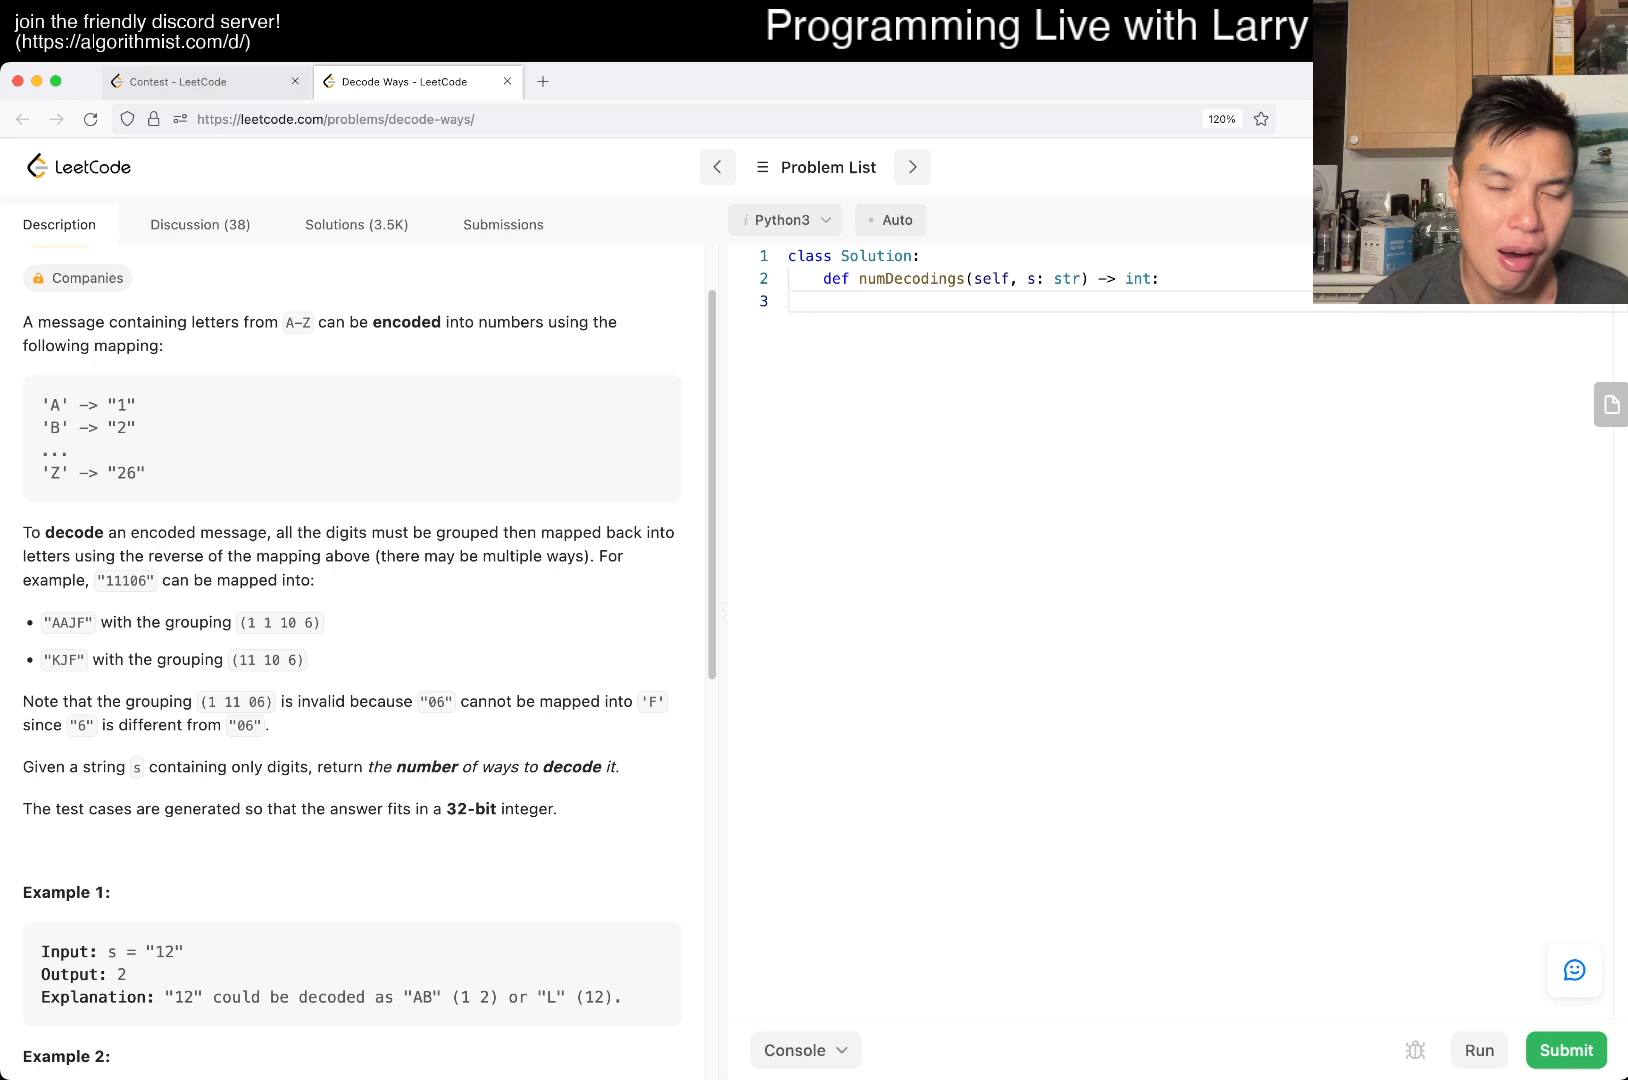 join the friendly discord server!
(https://algorithmist.com/d/)
Programming Live with Larry
Contest - LeetCode
Decode Ways - LeetCode
https://leetcode.com/problems/decode-ways/
120%
LeetCode
Problem List
Description
Discussion (38)
Solutions (3.5K)
Submissions
Companies
A message containing letters from A-Z can be encoded into numbers using the
following mapping:
'A' -> "1"
'B' -> "2"
...
'Z' -> "26"
To decode an encoded message, all the digits must be grouped then mapped back into
letters using the reverse of the mapping above (there may be multiple ways). For
example, "11106" can be mapped into:
• "AAJF" with the grouping (1 1 10 6)
• "KJF" with the grouping (11 10 6)
Note that the grouping (1 11 06) is invalid because "06" cannot be mapped into 'F'
since "6" is different from "06".
Given a string s containing only digits, return the number of ways to decode it.
The test cases are generated so that the answer fits in a 32-bit integer.
Example 1:
Input: s = "12"
Output: 2
Explanation: "12" could be decoded as "AB" (1 2) or "L" (12).
Example 2:
i Python3
• Auto
1 class Solution:
2 def numDecodings(self, s: str) -> int:
3
Console
Run
Submit